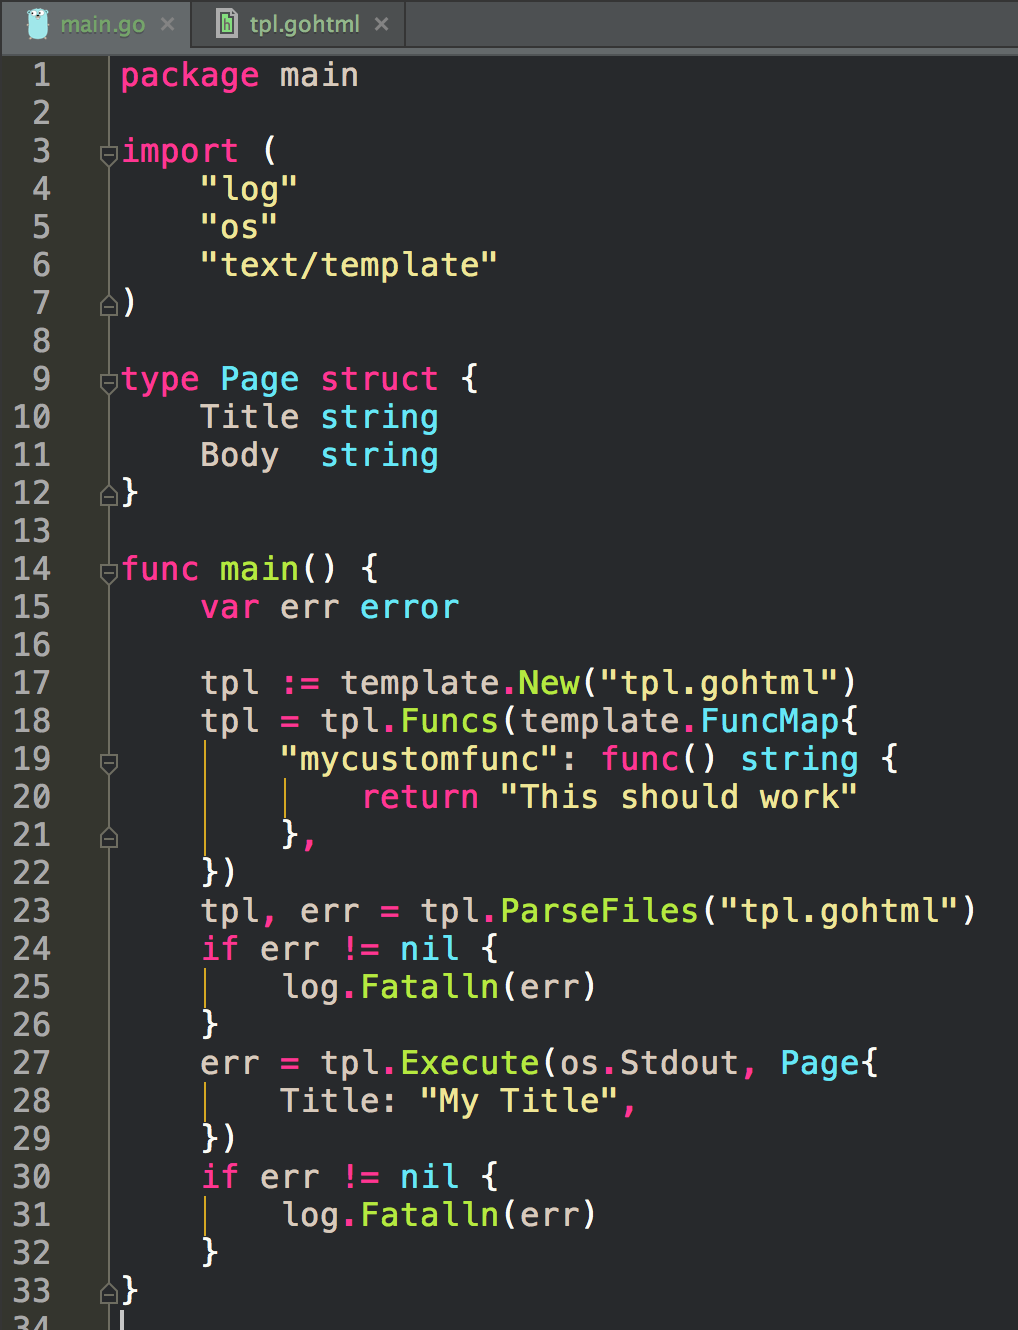 main.go × tpl.gohtml ×
1 package main
2
3 import (
4     "log"
5     "os"
6     "text/template"
7 )
8
9 type Page struct {
10     Title string
11     Body  string
12 }
13
14 func main() {
15     var err error
16
17     tpl := template.New("tpl.gohtml")
18     tpl = tpl.Funcs(template.FuncMap{
19         "mycustomfunc": func() string {
20             return "This should work"
21         },
22     })
23     tpl, err = tpl.ParseFiles("tpl.gohtml")
24     if err != nil {
25         log.Fatalln(err)
26     }
27     err = tpl.Execute(os.Stdout, Page{
28         Title: "My Title",
29     })
30     if err != nil {
31         log.Fatalln(err)
32     }
33 }
34